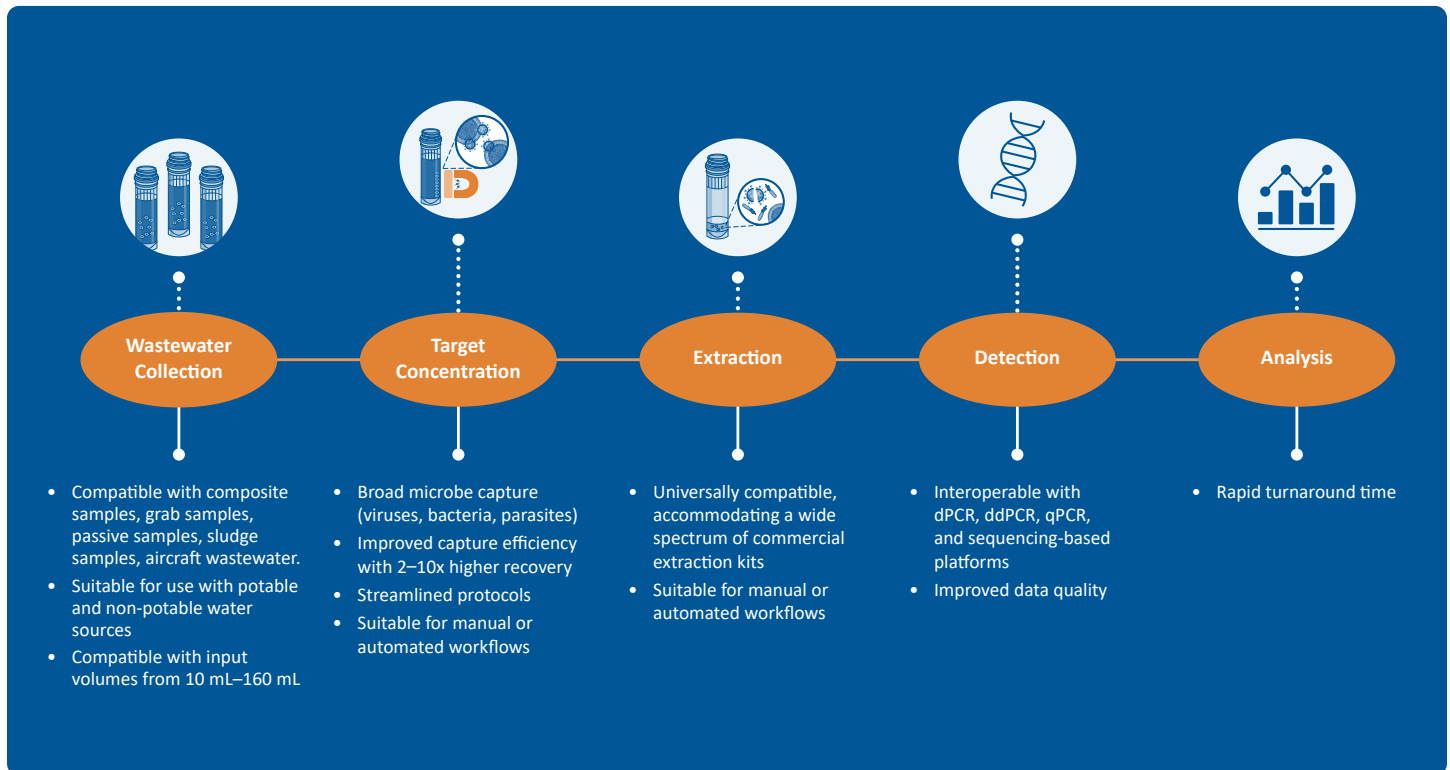 Wastewater
Collection
Target
Concentration
Extraction
Detection
Analysis
• Compatible with composite
samples, grab samples,
passive samples, sludge
samples, aircraft wastewater.
• Suitable for use with potable
and non-potable water
sources
• Compatible with input
volumes from 10 mL–160 mL
• Broad microbe capture
(viruses, bacteria, parasites)
• Improved capture efficiency
with 2–10x higher recovery
• Streamlined protocols
• Suitable for manual or
automated workflows
• Universally compatible,
accommodating a wide
spectrum of commercial
extraction kits
• Suitable for manual or
automated workflows
• Interoperable with
dPCR, ddPCR, qPCR,
and sequencing-based
platforms
• Improved data quality
• Rapid turnaround time